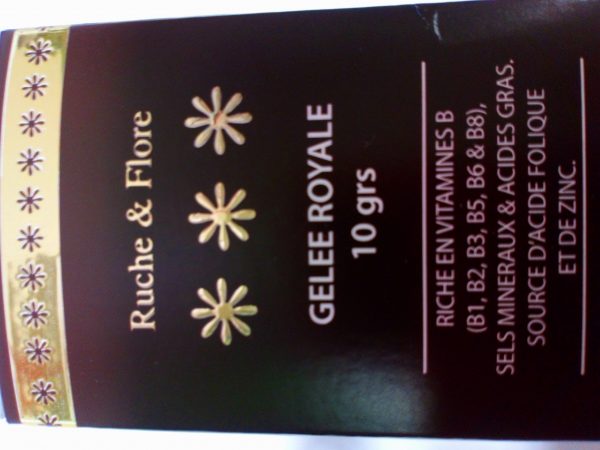 Ruche & Flore
GELEE ROYALE
10 grs
RICHE EN VITAMINES B
(B1, B2, B3, B5, B6 & B8),
SELS MINERAUX & ACIDES GRAS.
SOURCE D'ACIDE FOLIQUE
ET DE ZINC.